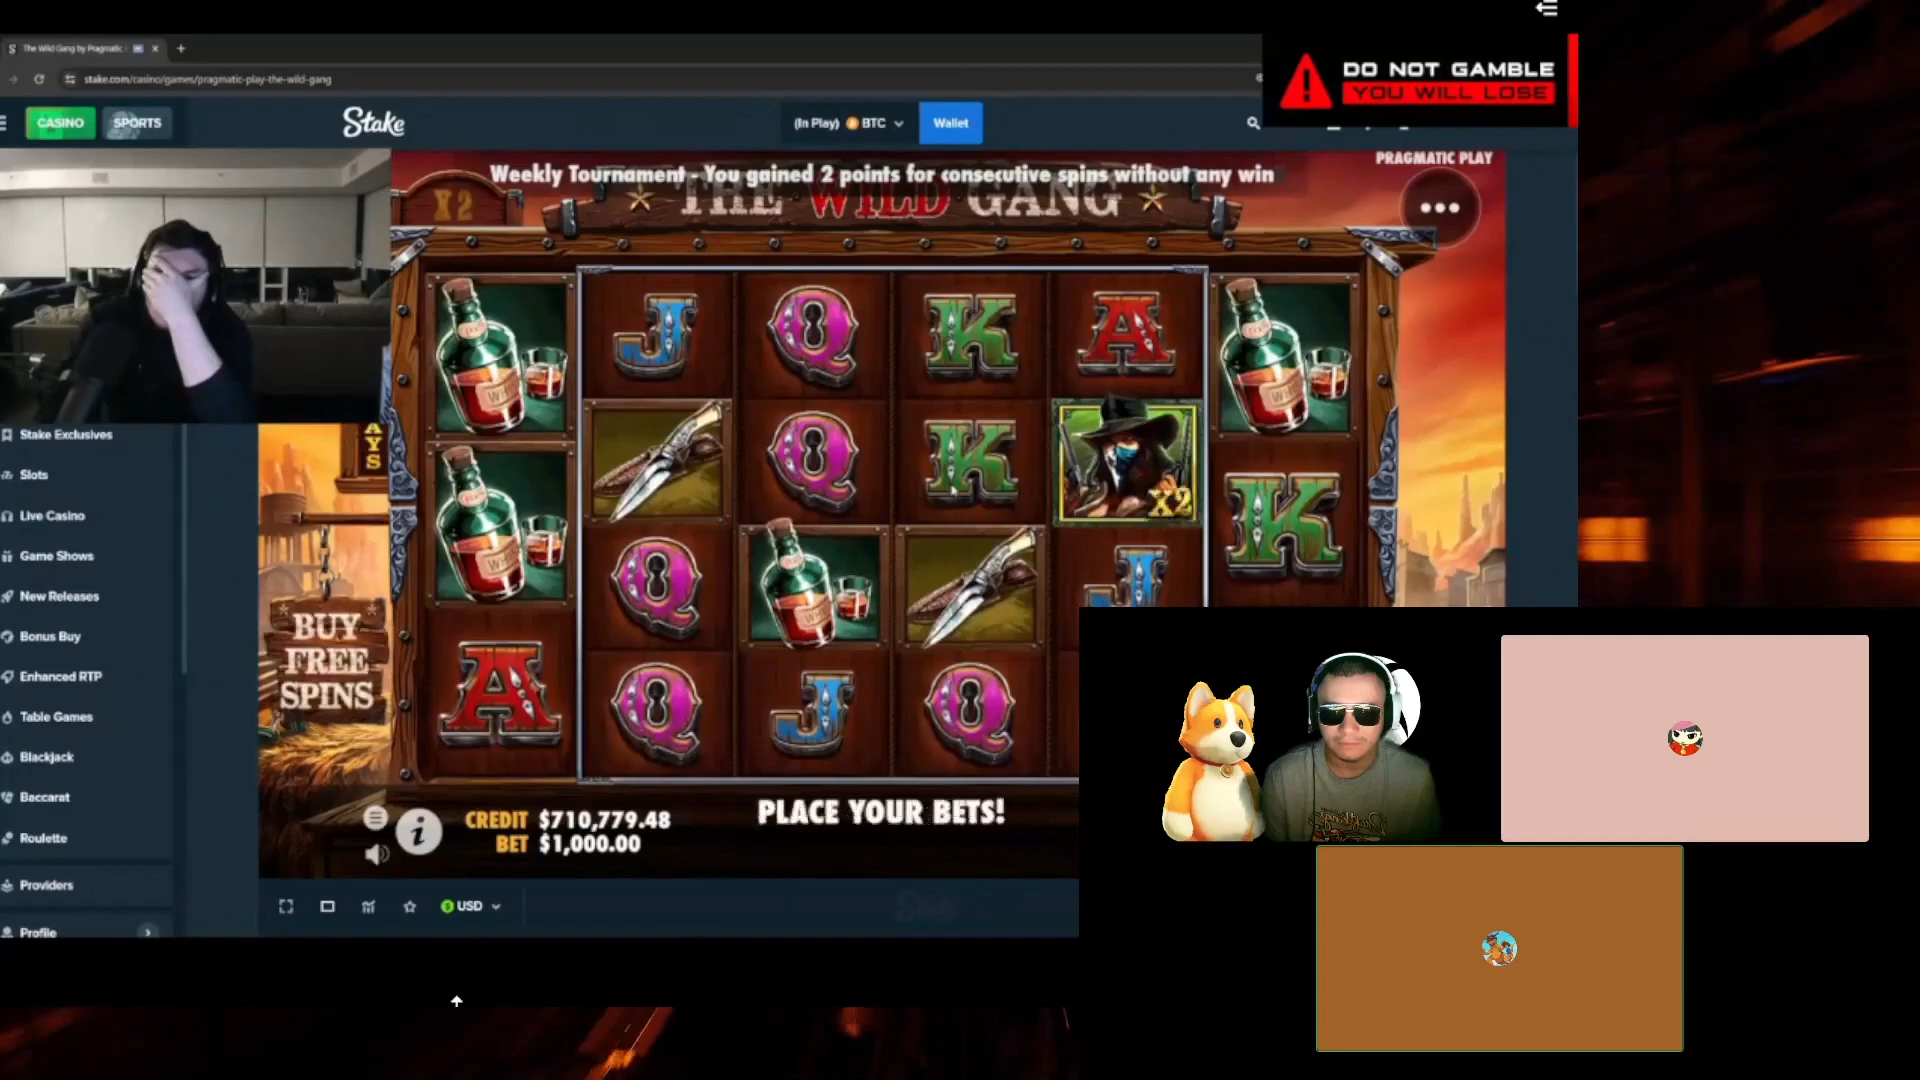 The Wild Gang by Pragmatic
stake.com/casino/games/pragmatic-play-the-wild-gang
DO NOT GAMBLE
YOU WILL LOSE
CASINO
SPORTS
Stake
(In Play) BTC
Wallet
PRAGMATIC PLAY
Weekly Tournament - You gained 2 points for consecutive spins without any win
X2
THE WILD GANG
J
Q
K
A
AYS
Q
K
X2
K
Q
J
A
Q
J
Q
BUY
FREE
SPINS
Stake Exclusives
Slots
Live Casino
Game Shows
New Releases
Bonus Buy
Enhanced RTP
Table Games
Blackjack
Baccarat
Roulette
Providers
Profile
CREDIT $710,779.48
BET $1,000.00
PLACE YOUR BETS!
USD